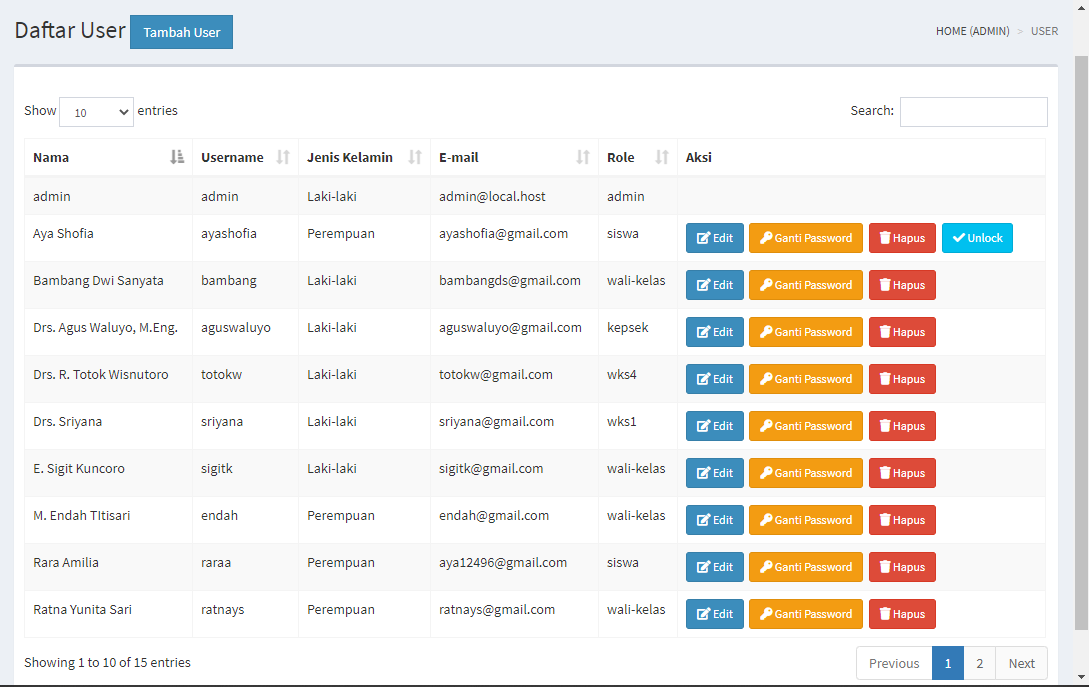 Daftar User Tambah User HOME (ADMIN) > USER
Show 10 entries Search:
Nama Username Jenis Kelamin E-mail Role Aksi
admin admin Laki-laki admin@local.host admin
Aya Shofia ayashofia Perempuan ayashofia@gmail.com siswa Edit Ganti Password Hapus Unlock
Bambang Dwi Sanyata bambang Laki-laki bambangds@gmail.com wali-kelas Edit Ganti Password Hapus
Drs. Agus Waluyo, M.Eng. aguswaluyo Laki-laki aguswaluyo@gmail.com kepsek Edit Ganti Password Hapus
Drs. R. Totok Wisnutoro totokw Laki-laki totokw@gmail.com wks4 Edit Ganti Password Hapus
Drs. Sriyana sriyana Laki-laki sriyana@gmail.com wks1 Edit Ganti Password Hapus
E. Sigit Kuncoro sigitk Laki-laki sigitk@gmail.com wali-kelas Edit Ganti Password Hapus
M. Endah TItisari endah Perempuan endah@gmail.com wali-kelas Edit Ganti Password Hapus
Rara Amilia raraa Perempuan aya12496@gmail.com siswa Edit Ganti Password Hapus
Ratna Yunita Sari ratnays Perempuan ratnays@gmail.com wali-kelas Edit Ganti Password Hapus
Showing 1 to 10 of 15 entries Previous 1 2 Next